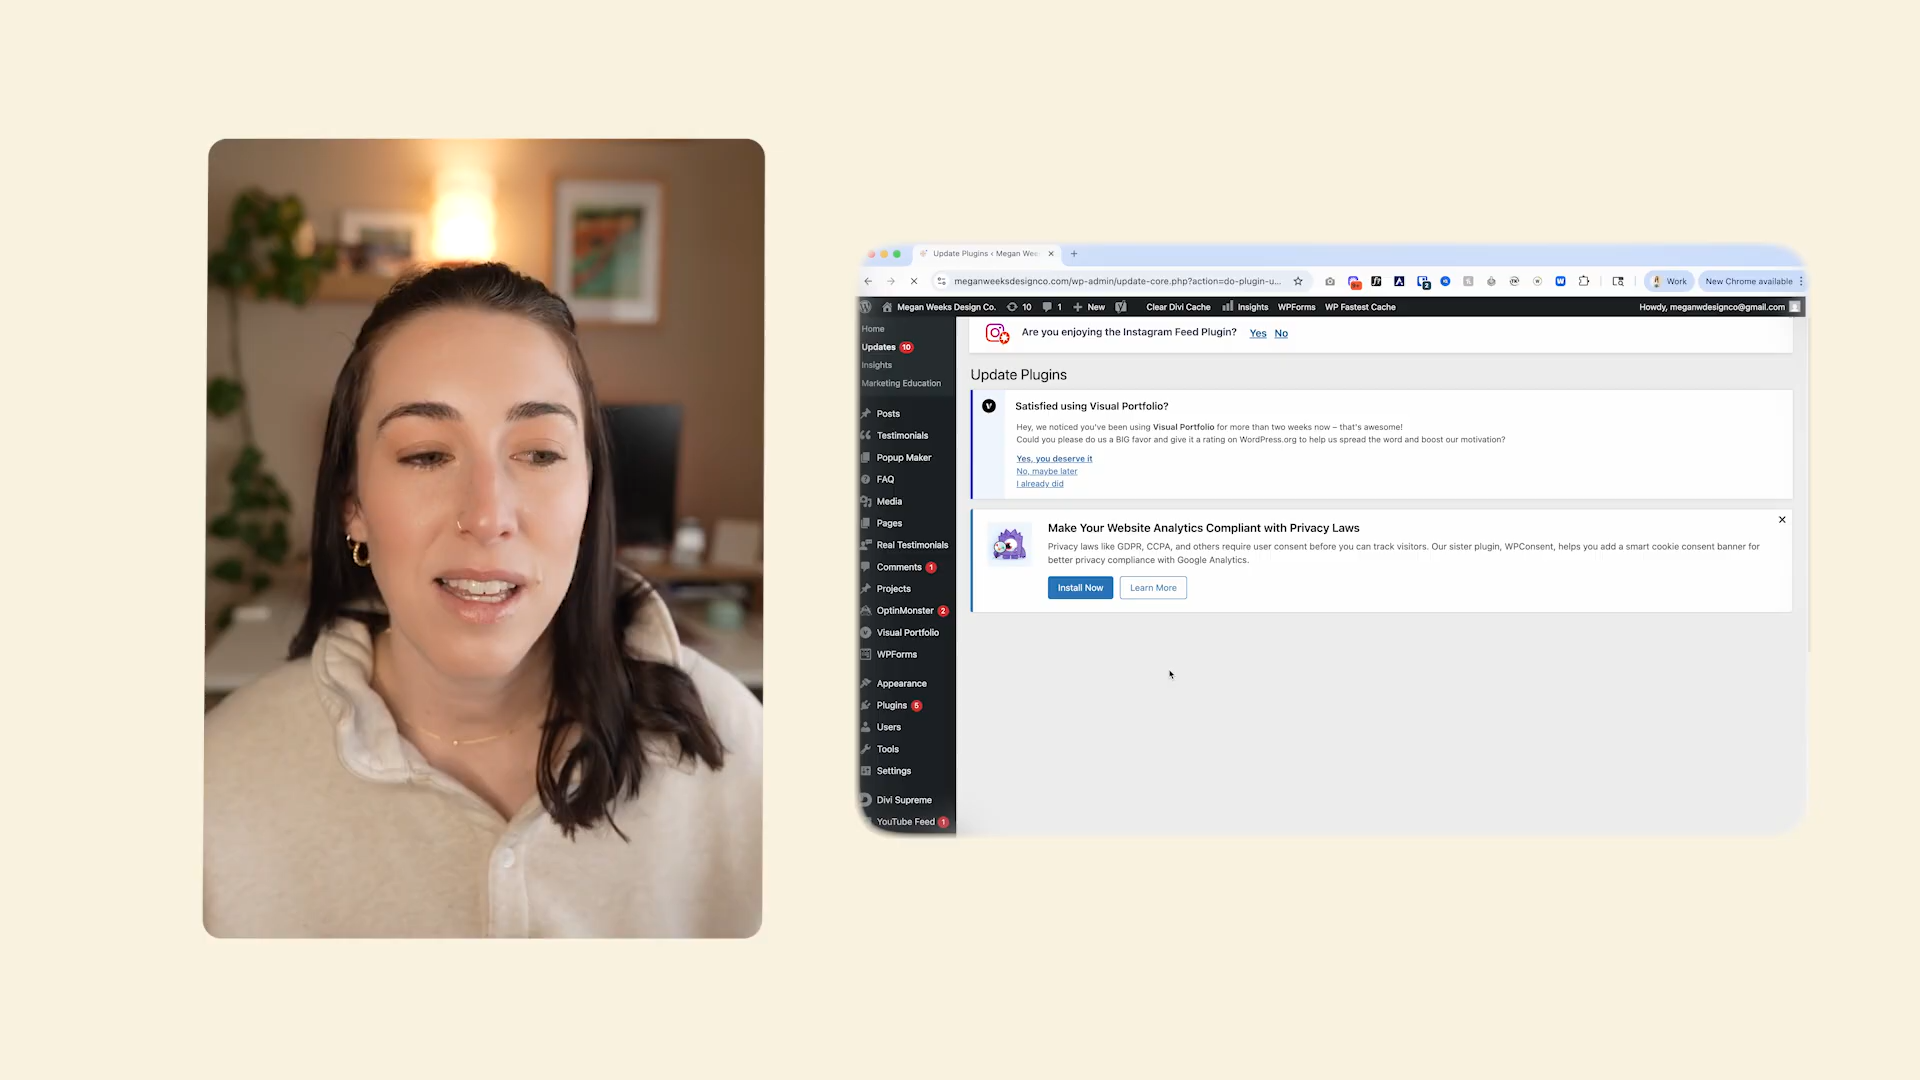 Update Plugins ‹ Megan Wee
meganweeksdesignco.com/wp-admin/update-core.php?action=do-plugin-u...
Work
New Chrome available
Megan Weeks Design Co.
10
1
New
Clear Divi Cache
Insights
WPForms
WP Fastest Cache
Howdy, meganwdesignco@gmail.com
Home
Updates 10
Insights
Marketing Education
Posts
Testimonials
Popup Maker
FAQ
Media
Pages
Real Testimonials
Comments 1
Projects
OptinMonster 2
Visual Portfolio
WPForms
Appearance
Plugins 5
Users
Tools
Settings
Divi Supreme
YouTube Feed 1
Are you enjoying the Instagram Feed Plugin? Yes No
Update Plugins
Satisfied using Visual Portfolio?
Hey, we noticed you've been using Visual Portfolio for more than two weeks now – that's awesome!
Could you please do us a BIG favor and give it a rating on WordPress.org to help us spread the word and boost our motivation?
Yes, you deserve it
No, maybe later
I already did
Make Your Website Analytics Compliant with Privacy Laws
Privacy laws like GDPR, CCPA, and others require user consent before you can track visitors. Our sister plugin, WPConsent, helps you add a smart cookie consent banner for
better privacy compliance with Google Analytics.
Install Now
Learn More